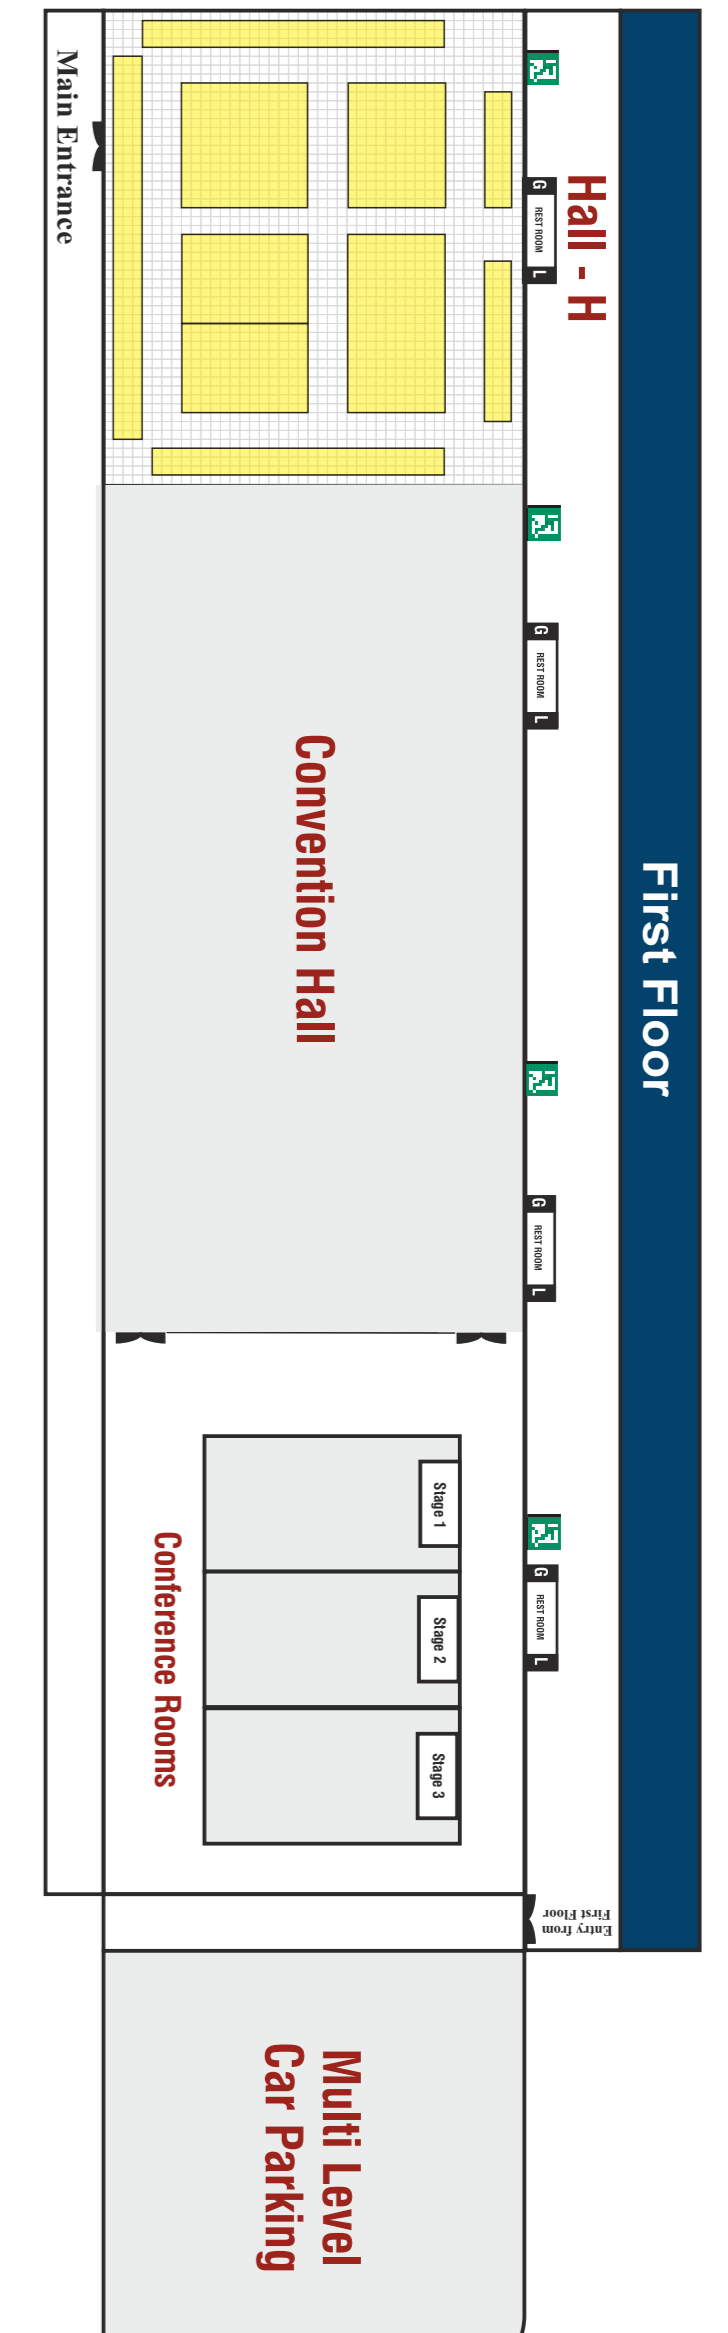 First Floor
Hall - H
G
REST ROOM
L
G
REST ROOM
L
G
REST ROOM
L
G
REST ROOM
L
Entry from
First Floor
Convention Hall
Stage 1
Stage 2
Stage 3
Conference Rooms
Multi Level
Car Parking
Main Entrance